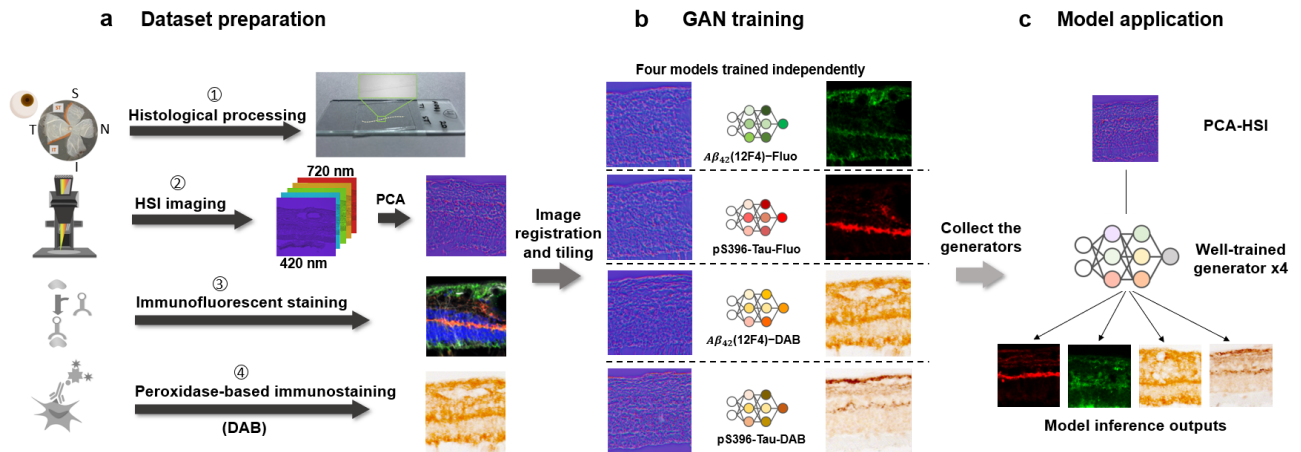 a Dataset preparation
①
Histological processing
S
T
N
I
②
HSI imaging
720 nm
420 nm
PCA
③
Immunofluorescent staining
④
Peroxidase-based immunostaining
(DAB)
Image
registration
and tiling
b GAN training
Four models trained independently
Aβ₄₂(12F4)−Fluo
pS396-Tau-Fluo
Aβ₄₂(12F4)−DAB
pS396-Tau-DAB
Collect the
generators
c Model application
PCA-HSI
Well-trained
generator x4
Model inference outputs